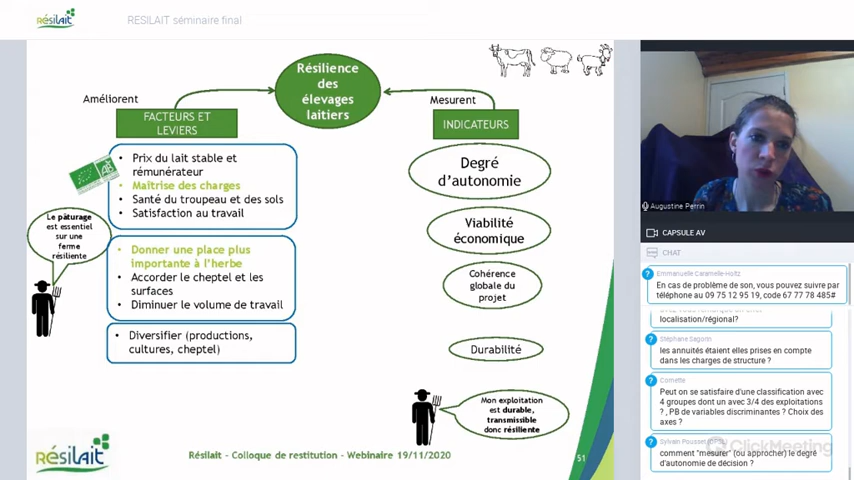 Résilait
RESILAIT séminaire final
Résilience
des
élevages
laitiers
Améliorent
FACTEURS ET
LEVIERS
Mesurent
INDICATEURS
• Prix du lait stable et
rémunérateur
• Maîtrise des charges
• Santé du troupeau et des sols
• Satisfaction au travail
AB
Le pâturage
est essentiel
sur une
ferme
résiliente
• Donner une place plus
importante à l'herbe
• Accorder le cheptel et les
surfaces
• Diminuer le volume de travail
• Diversifier (productions,
cultures, cheptel)
Degré
d'autonomie
Viabilité
économique
Cohérence
globale du
projet
Durabilité
Mon exploitation
est durable,
transmissible
donc résiliente
Résilait
Résilait - Colloque de restitution - Webinaire 19/11/2020
51
Augustine Perrin
CAPSULE AV
CHAT
? Emmanuelle Caramelle-Holtz
En cas de problème de son, vous pouvez suivre par
téléphone au 09 75 12 95 19, code 67 77 78 485#
localisation/régional?
? Stéphane Sagorin
les annuités étaient elles prises en compte
dans les charges de structure ?
? Cornette
Peut on se satisfaire d'une classification avec
4 groupes dont un avec 3/4 des exploitations
? , PB de variables discriminantes ? Choix des
axes ?
? Sylvain Pousset
comment "mesurer" (ou approcher) le degré
d'autonomie de décision ?
ClickMeeting